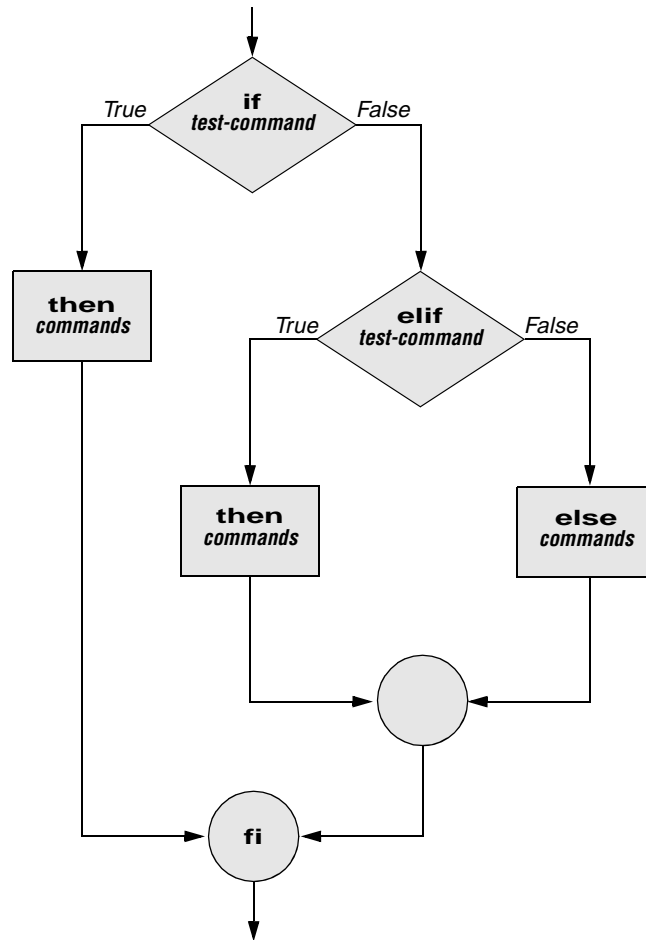 if
True
False
test-command
then
commands
elif
True
False
test-command
then
commands
else
commands
fi